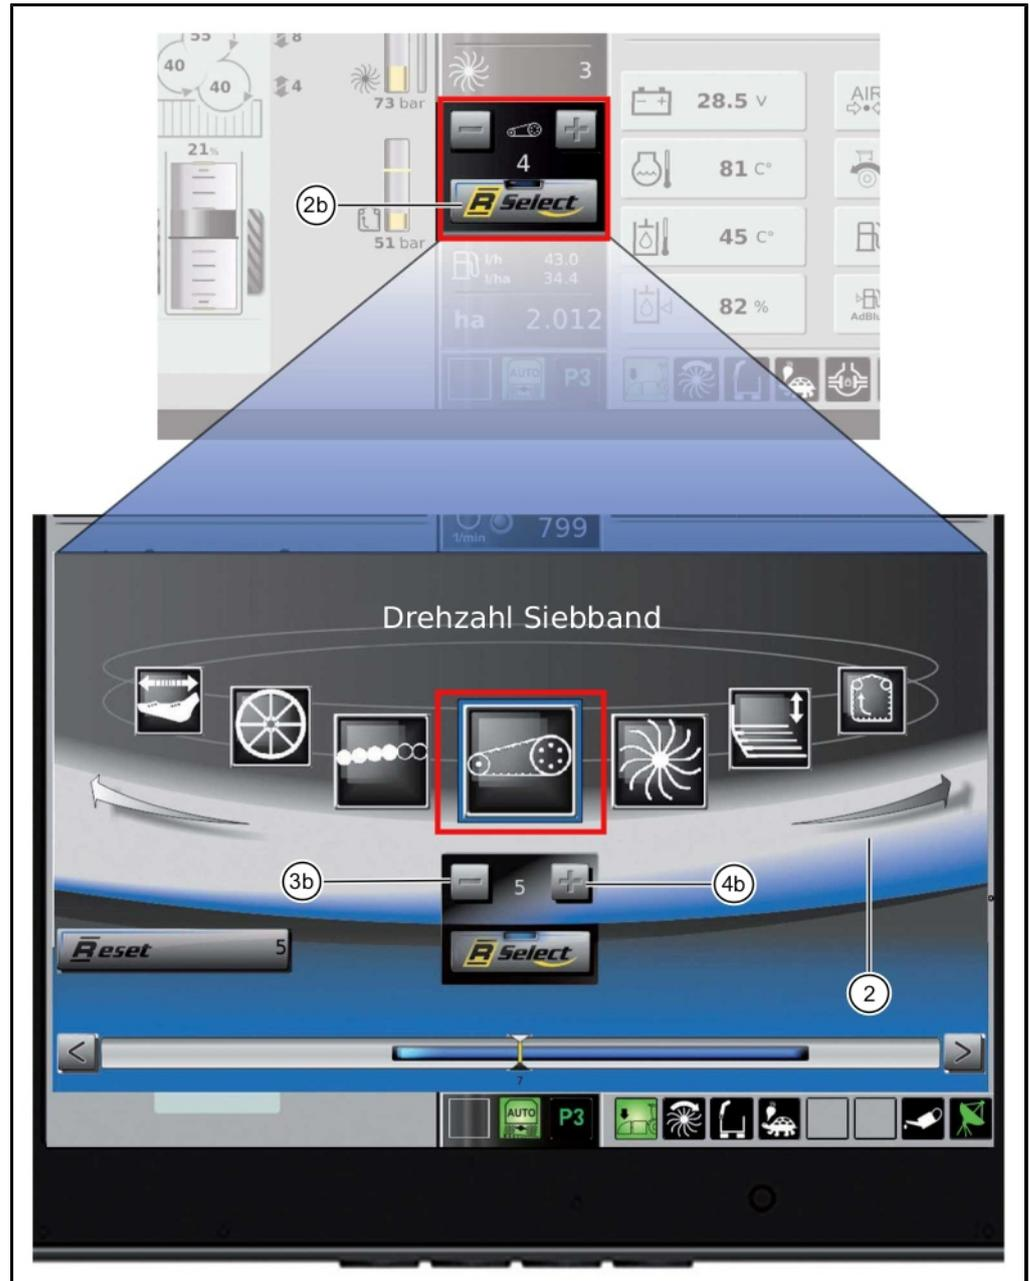 55
8
40
40
4
73 bar
21%
51 bar
3
4
R Select
2b
l/h 43.0
l/ha 34.4
ha 2.012
AUTO
P3
28.5 V
81 C°
45 C°
82 %
AIR
1/min 799
Drehzahl Siebband
3b
5
4b
Reset 5
R Select
2
<
>
7
AUTO
P3